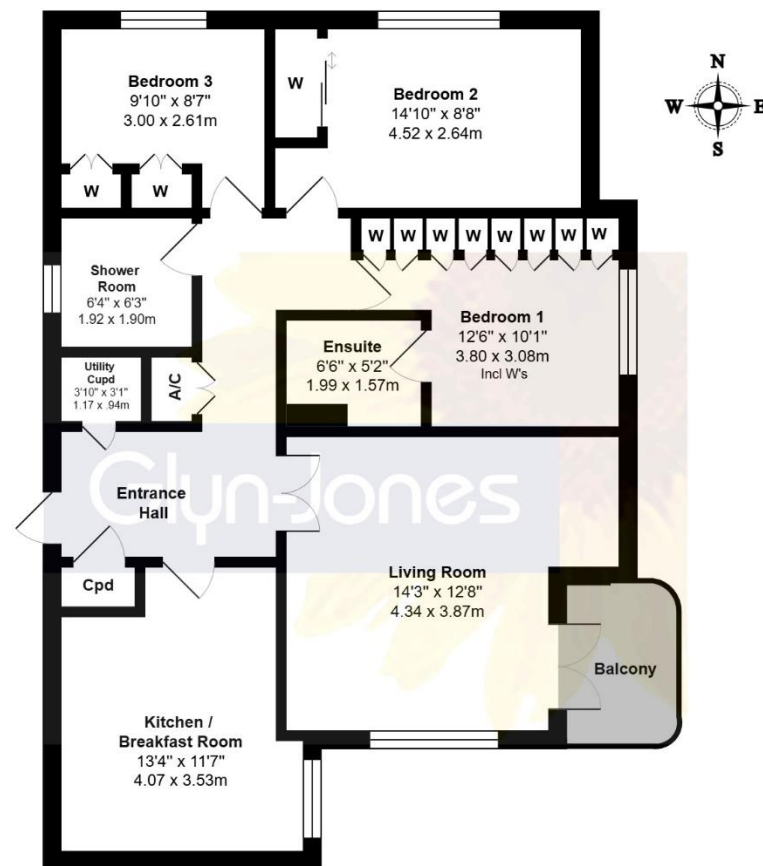 Bedroom 3
9'10" x 8'7"
3.00 x 2.61m
W
Bedroom 2
14'10" x 8'8"
4.52 x 2.64m
N
W
E
S
W
W
W
W
W
W
W
W
W
W
Shower
Room
6'4" x 6'3"
1.92 x 1.90m
Bedroom 1
12'6" x 10'1"
3.80 x 3.08m
Incl W's
Ensuite
6'6" x 5'2"
1.99 x 1.57m
Utility
Cupd
3'10" x 3'1"
1.17 x .94m
A/C
Glyn-Jones
Entrance
Hall
Cpd
Living Room
14'3" x 12'8"
4.34 x 3.87m
Balcony
Kitchen /
Breakfast Room
13'4" x 11'7"
4.07 x 3.53m